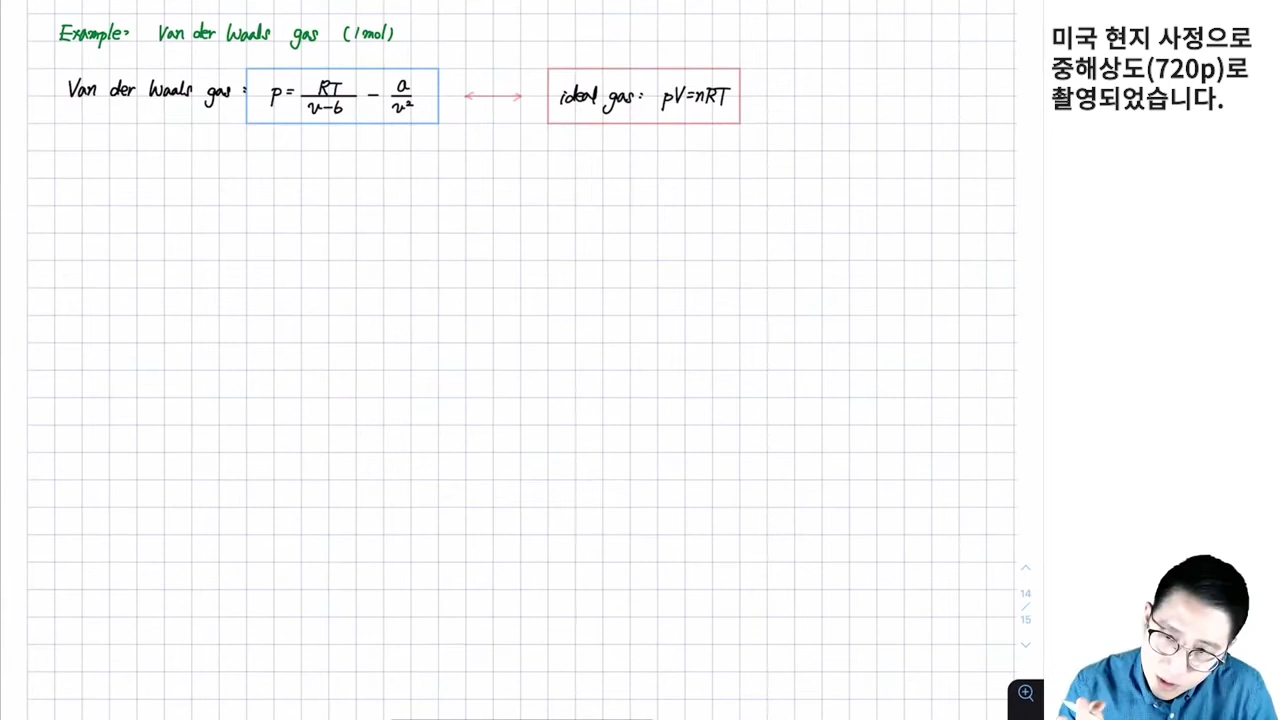 Example: Van der Waals gas (1mol)
Van der Waals gas: p = RT/(v-b) - a/v² ↔ ideal gas: pV=nRT
미국 현지 사정으로
중해상도(720p)로
촬영되었습니다.
14
/
15